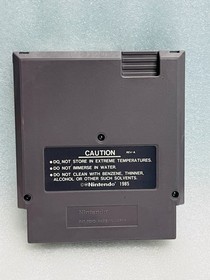 CAUTION REV-A
• DO NOT STORE IN EXTREME TEMPERATURES.
• DO NOT IMMERSE IN WATER.
• DO NOT CLEAN WITH BENZENE, THINNER,
ALCOHOL OR OTHER SUCH SOLVENTS.
©®Nintendo 1985
Nintendo